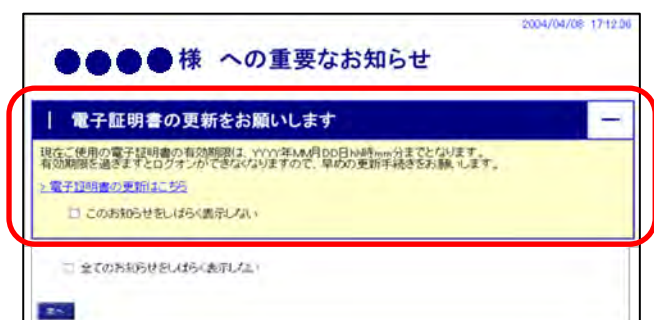 2004/04/08 17:12:36
●●●●様 への重要なお知らせ
電子証明書の更新をお願いします
現在ご使用の電子証明書の有効期限は、YYYY年MM月DD日hh時mm分までとなります。
有効期限を過ぎますとログオンができなくなりますので、早めの更新手続きをお願いします。
> 電子証明書の更新はこちら
このお知らせをしばらく表示しない
全てのお知らせをしばらく表示しない
次へ